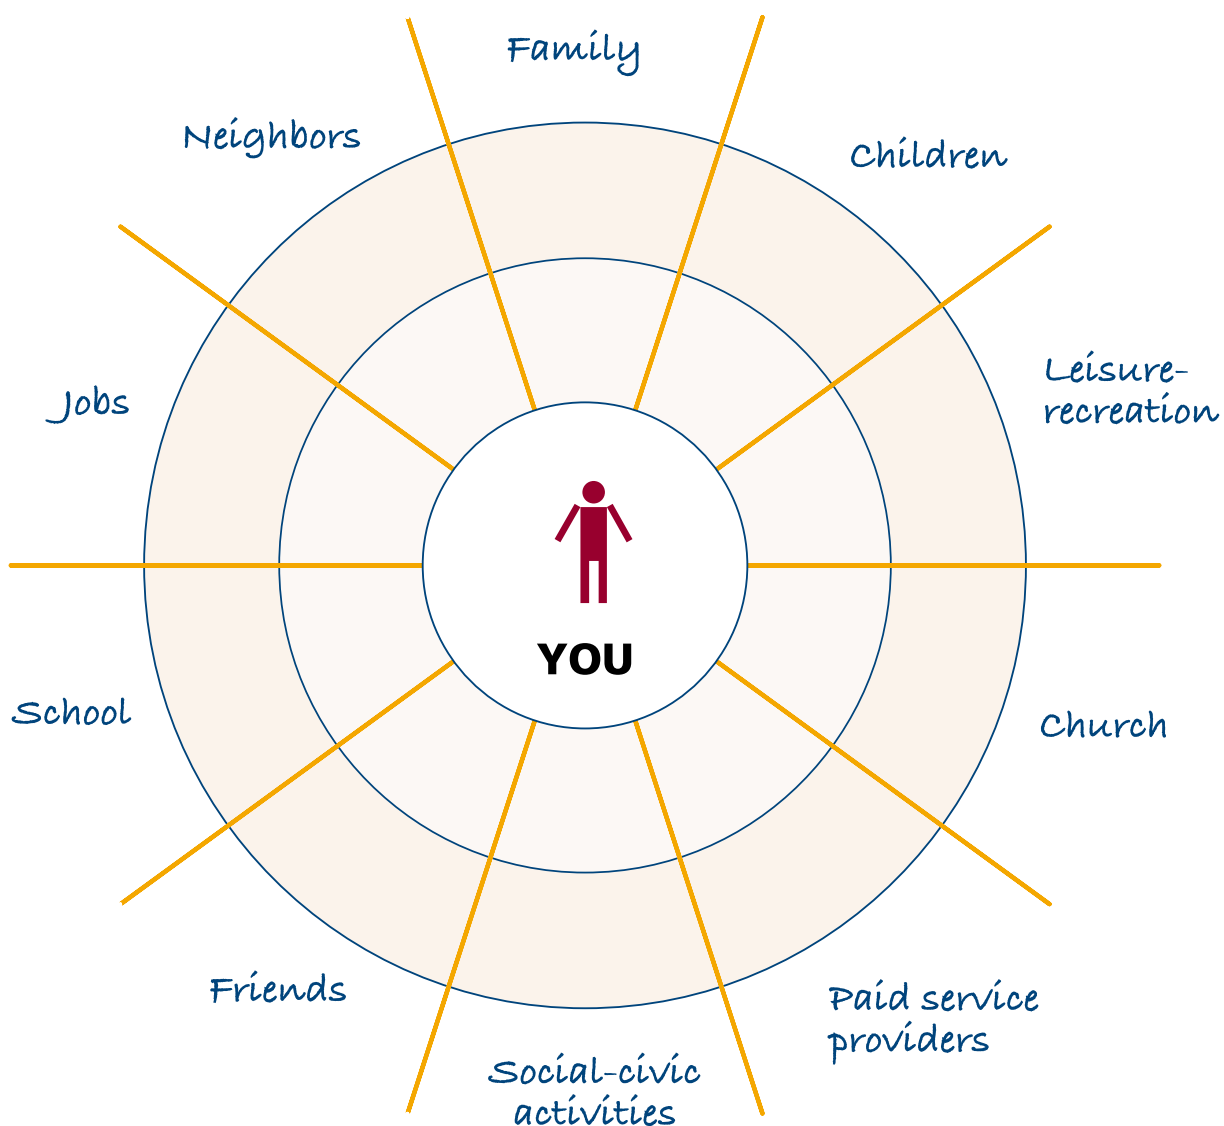 Family
Neighbors
Children
Leisure-
recreation
Jobs
YOU
School
Church
Friends
Paid service
providers
Social-civic
activities